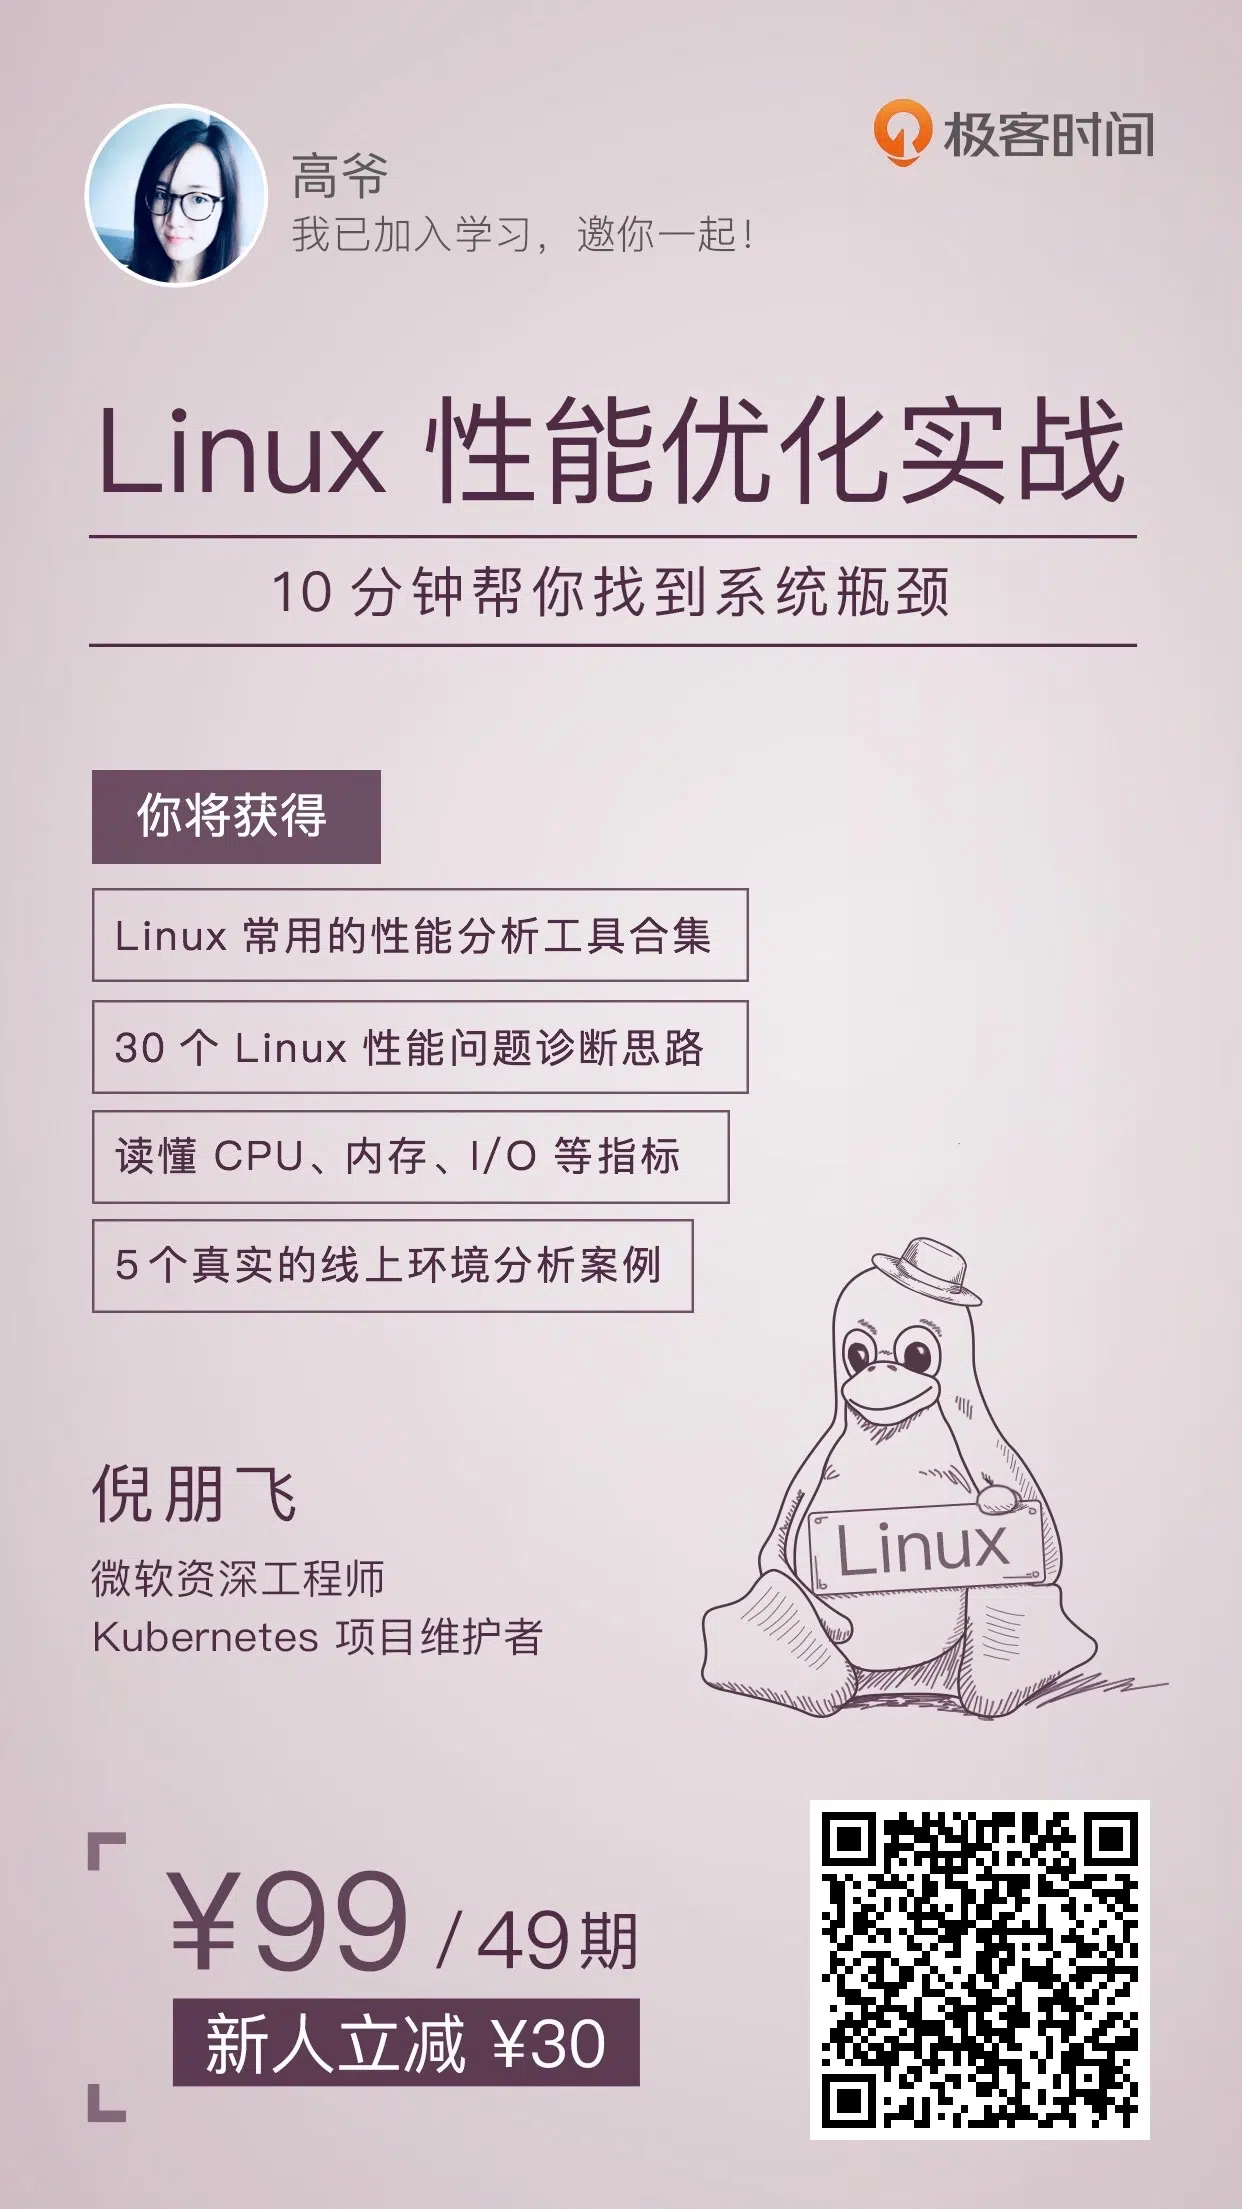 极客时间
高爷
我已加入学习，邀你一起！
Linux 性能优化实战
10 分钟帮你找到系统瓶颈
你将获得
Linux 常用的性能分析工具合集
30 个 Linux 性能问题诊断思路
读懂 CPU、内存、I/O 等指标
5个真实的线上环境分析案例
倪朋飞
微软资深工程师
Kubernetes 项目维护者
Linux
¥99 / 49期
新人立减 ¥30